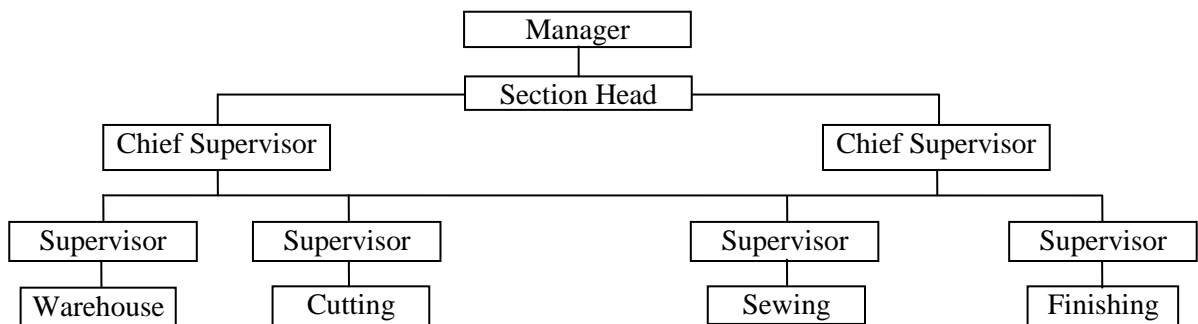 Manager
Section Head
Chief Supervisor Chief Supervisor
Supervisor Supervisor Supervisor Supervisor
Warehouse Cutting Sewing Finishing